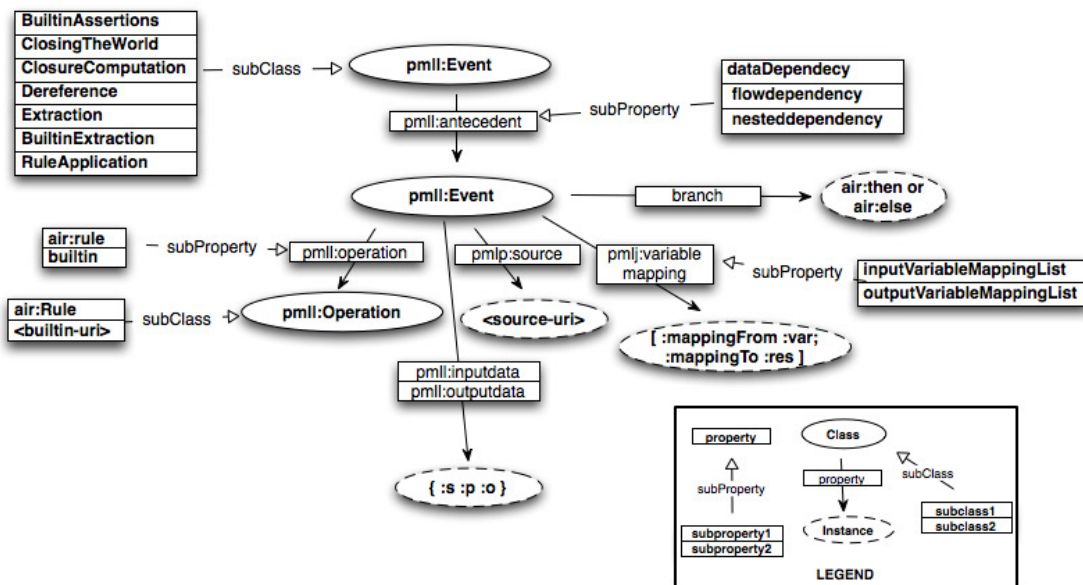 BuiltinAssertions
ClosingTheWorld
ClosureComputation
Dereference
Extraction
BuiltinExtraction
RuleApplication
subClass
pmll:Event
pmll:antecedent
subProperty
dataDependecy
flowdependency
nesteddependency
pmll:Event
branch
air:then or
air:else
air:rule
builtin
subProperty
pmll:operation
pmlp:source
pmlj:variable
mapping
subProperty
inputVariableMappingList
outputVariableMappingList
air:Rule
<builtin-uri>
subClass
pmll:Operation
<source-uri>
[ :mappingFrom :var;
:mappingTo :res ]
pmll:inputdata
pmll:outputdata
{ :s :p :o }
property
subProperty
subproperty1
subproperty2
Class
property
Instance
subClass
subclass1
subclass2
LEGEND